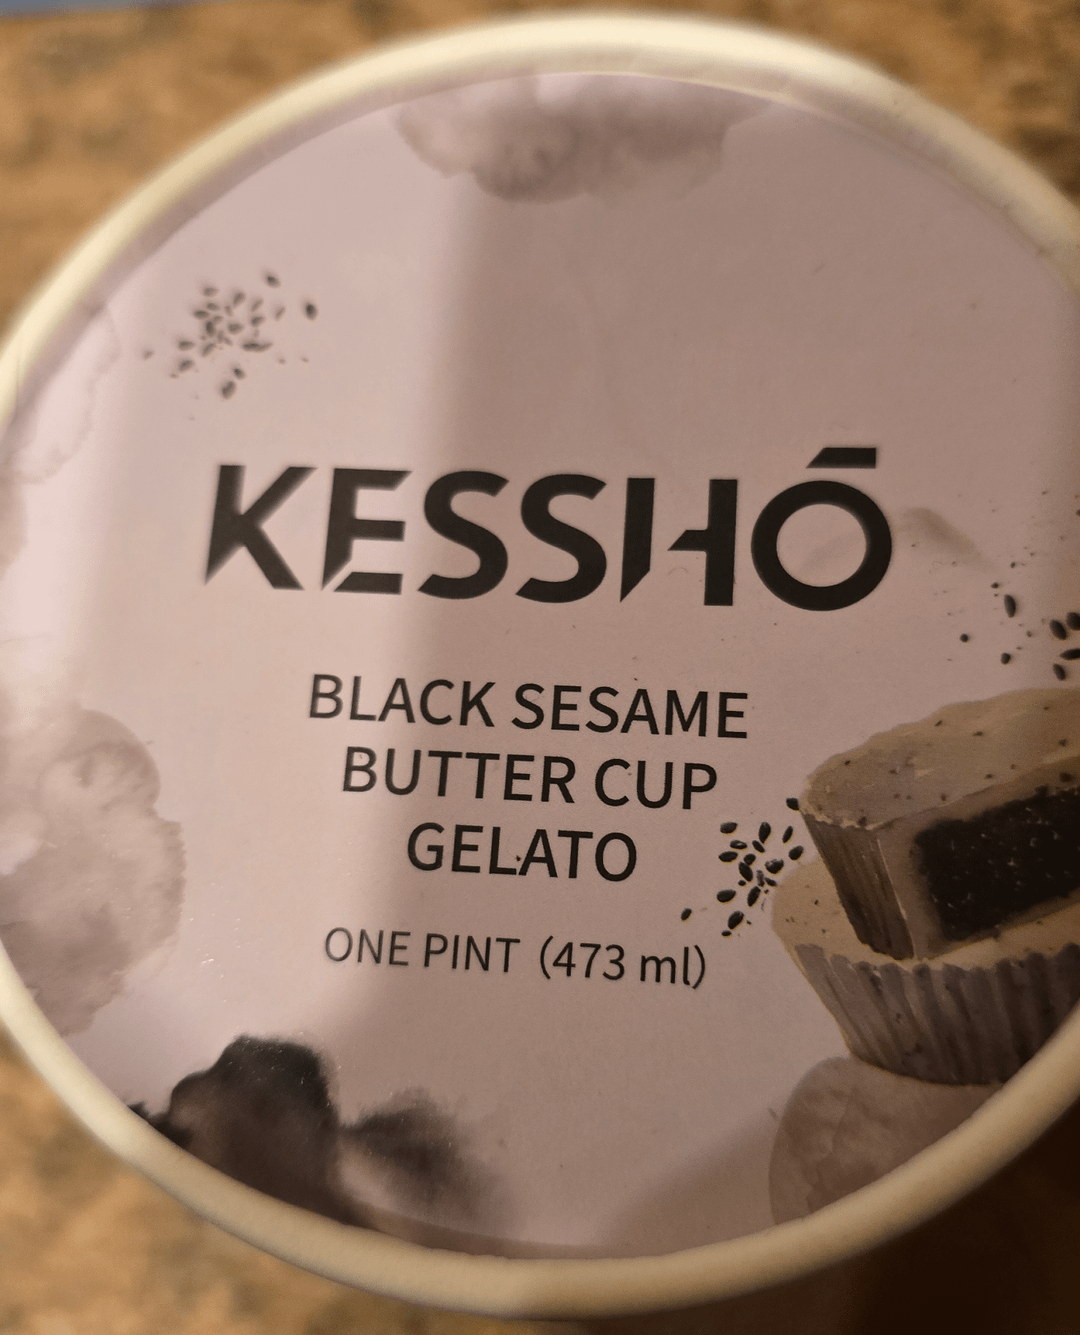 KESSHŌ
BLACK SESAME
BUTTER CUP
GELATO
ONE PINT (473 ml)